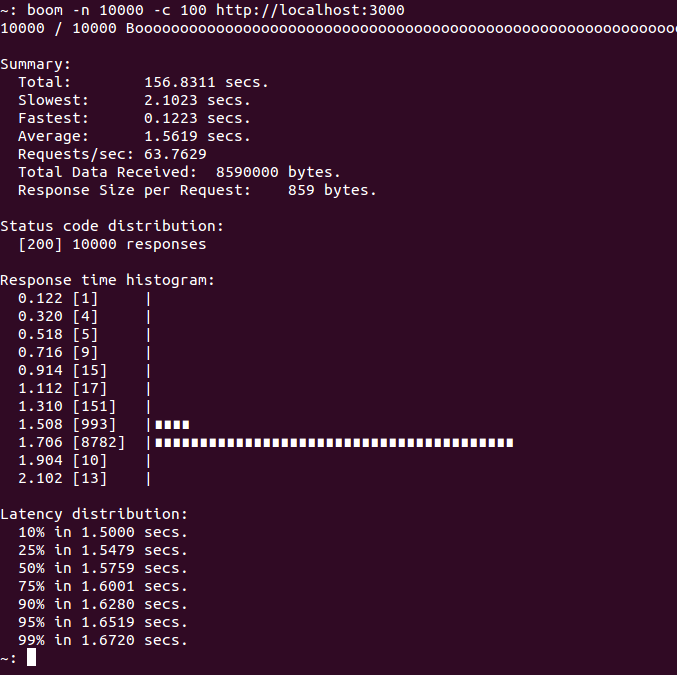 ~: boom -n 10000 -c 100 http://localhost:3000
10000 / 10000 Booooooooooooooooooooooooooooooooooooooooooooooooooooooooooooo
Summary:
  Total:        156.8311 secs.
  Slowest:      2.1023 secs.
  Fastest:      0.1223 secs.
  Average:      1.5619 secs.
  Requests/sec: 63.7629
  Total Data Received:  8590000 bytes.
  Response Size per Request:    859 bytes.
Status code distribution:
  [200] 10000 responses
Response time histogram:
  0.122 [1]     |
  0.320 [4]     |
  0.518 [5]     |
  0.716 [9]     |
  0.914 [15]    |
  1.112 [17]    |
  1.310 [151]   |
  1.508 [993]   |∎∎∎∎
  1.706 [8782]  |∎∎∎∎∎∎∎∎∎∎∎∎∎∎∎∎∎∎∎∎∎∎∎∎∎∎∎∎∎∎∎∎∎∎∎∎∎∎∎∎
  1.904 [10]    |
  2.102 [13]    |
Latency distribution:
  10% in 1.5000 secs.
  25% in 1.5479 secs.
  50% in 1.5759 secs.
  75% in 1.6001 secs.
  90% in 1.6280 secs.
  95% in 1.6519 secs.
  99% in 1.6720 secs.
~: